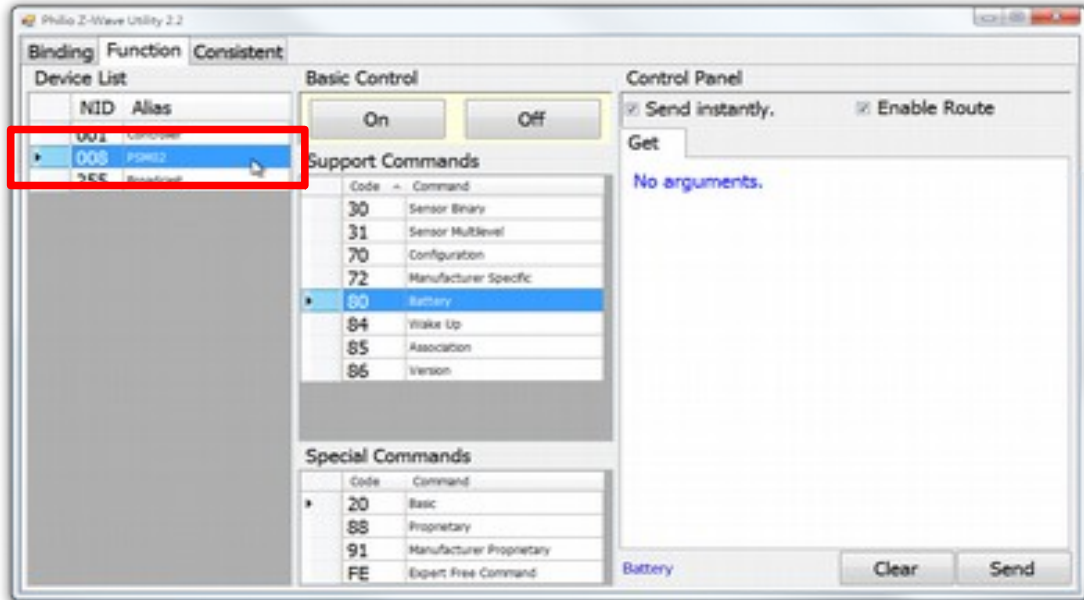 Philio Z-Wave Utility 2.2
Binding Function Consistent
Device List
NID Alias
001 Controller
008 PSM02
255 Broadcast
Basic Control
On Off
Support Commands
Code Command
30 Sensor Binary
31 Sensor Multilevel
70 Configuration
72 Manufacturer Specific
80 Battery
84 Wake Up
85 Association
86 Version
Special Commands
Code Command
20 Basic
88 Proprietary
91 Manufacturer Proprietary
FE Expert Free Command
Control Panel
Send instantly. Enable Route
Get
No arguments.
Battery Clear Send